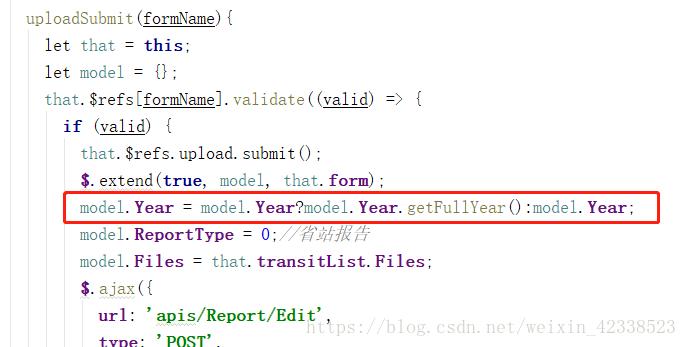 uploadSubmit(formName){
let that = this;
let model = {};
that.$refs[formName].validate((valid) => {
if (valid) {
that.$refs.upload.submit();
$.extend(true, model, that.form);
model.Year = model.Year?model.Year.getFullYear():model.Year;
model.ReportType = 0;//省站报告
model.Files = that.transitList.Files;
$.ajax({
url: 'apis/Report/Edit',
type: 'POST',
https://blog.csdn.net/weixin_42338523